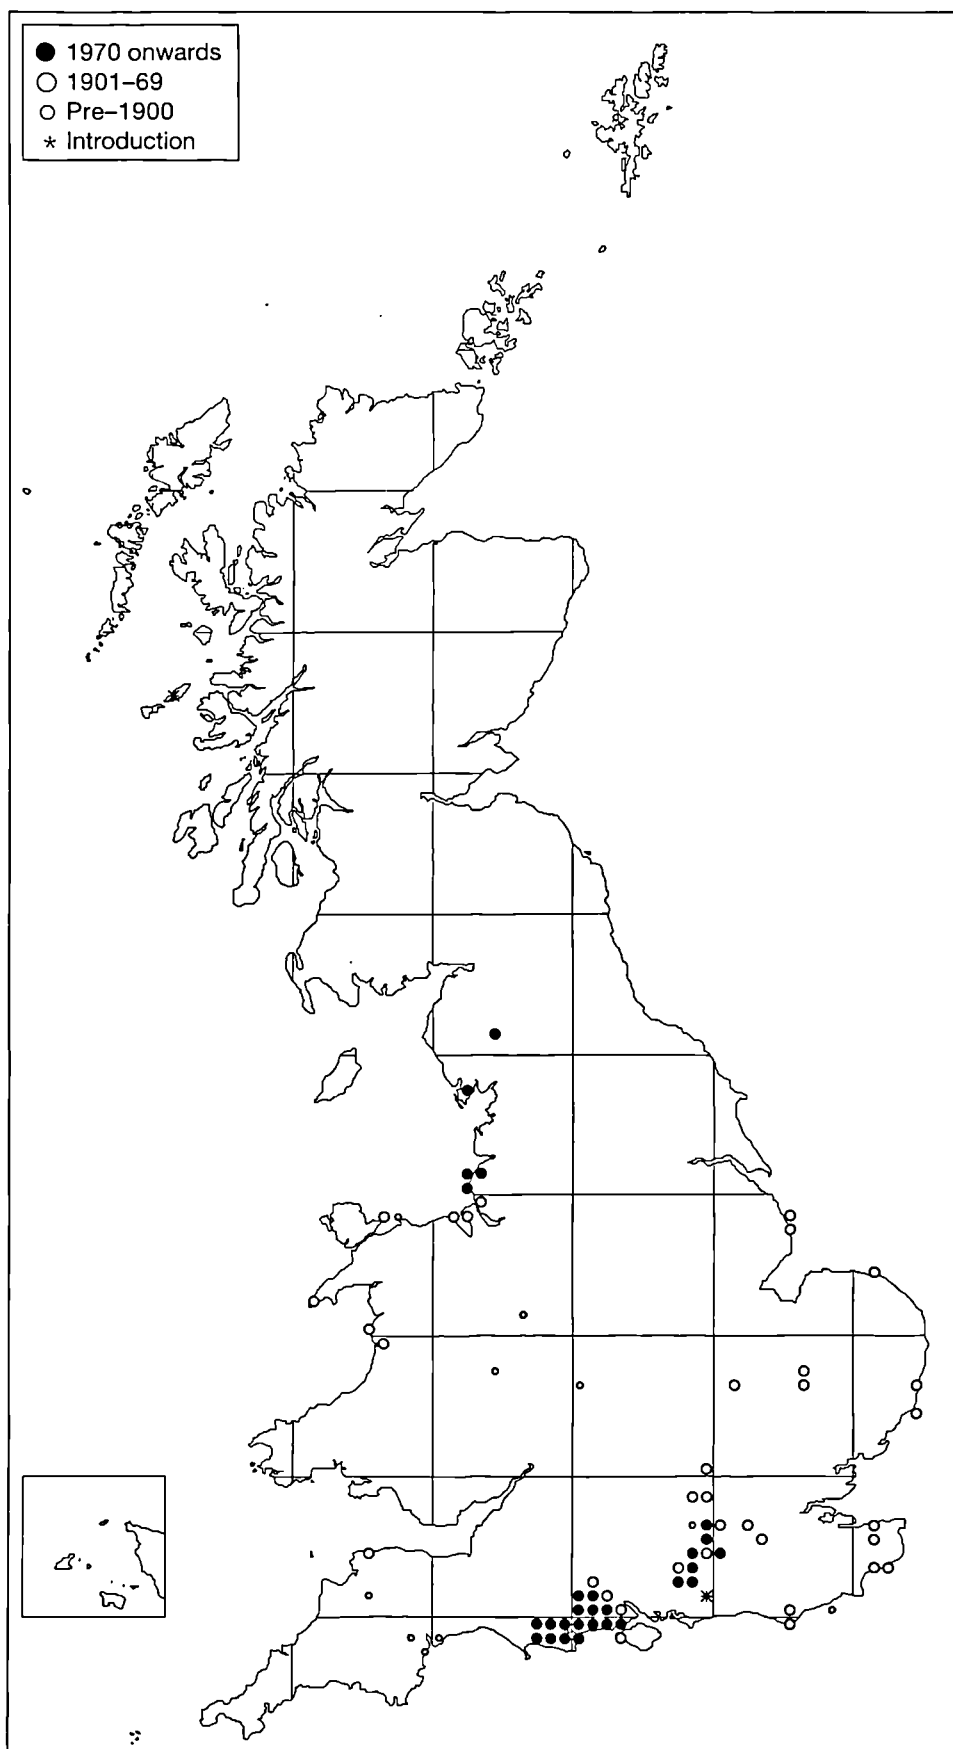 ● 1970 onwards
○ 1901–69
○ Pre–1900
* Introduction